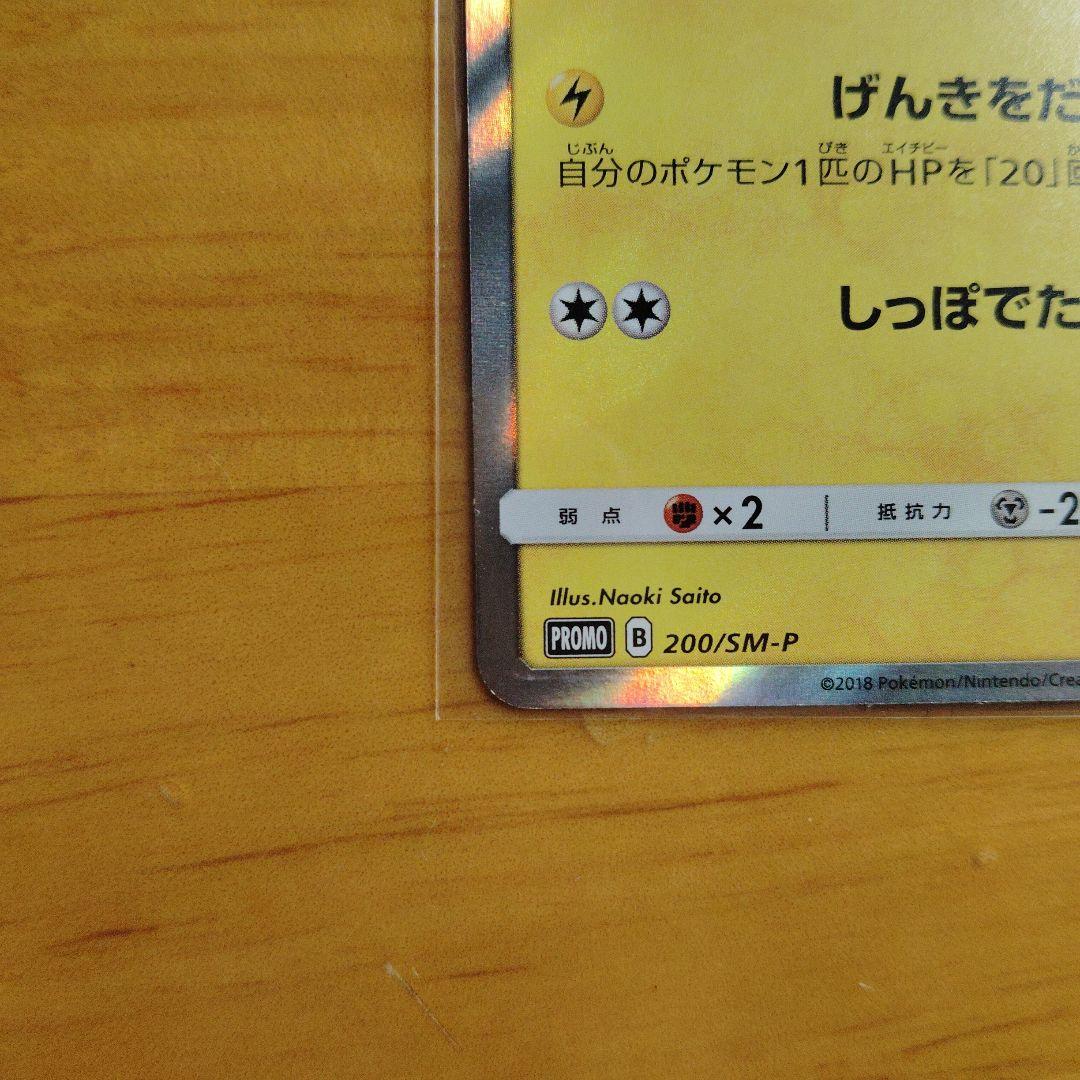 げんきをだ
じぶん ぴき エイチピー
自分のポケモン1匹のHPを「20」回
しっぽでた
弱点 ×2 抵抗力 -2
Illus.Naoki Saito
PROMO B 200/SM-P
©2018 Pokémon/Nintendo/Crea